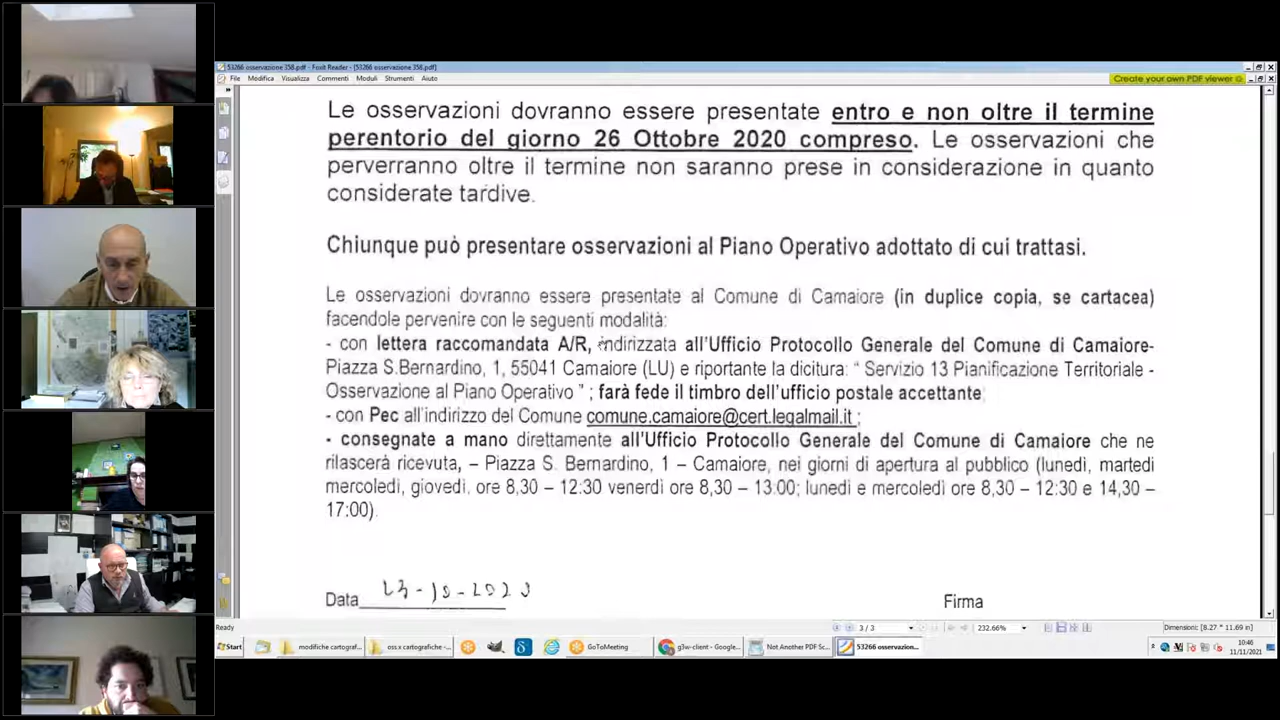 53266 osservazione 358.pdf - Foxit Reader - [53266 osservazione 358.pdf]
File Modifica Visualizza Commenti Moduli Strumenti Aiuto
Create your own PDF viewer
Le osservazioni dovranno essere presentate entro e non oltre il termine
perentorio del giorno 26 Ottobre 2020 compreso. Le osservazioni che
perverranno oltre il termine non saranno prese in considerazione in quanto
considerate tardive.
Chiunque può presentare osservazioni al Piano Operativo adottato di cui trattasi.
Le osservazioni dovranno essere presentate al Comune di Camaiore (in duplice copia, se cartacea)
facendole pervenire con le seguenti modalità:
- con lettera raccomandata A/R, indirizzata all'Ufficio Protocollo Generale del Comune di Camaiore-
Piazza S.Bernardino, 1, 55041 Camaiore (LU) e riportante la dicitura: " Servizio 13 Pianificazione Territoriale -
Osservazione al Piano Operativo " ; farà fede il timbro dell'ufficio postale accettante;
- con Pec all'indirizzo del Comune comune.camaiore@cert.legalmail.it ;
- consegnate a mano direttamente all'Ufficio Protocollo Generale del Comune di Camaiore che ne
rilascerà ricevuta, – Piazza S. Bernardino, 1 – Camaiore, nei giorni di apertura al pubblico (lunedì, martedì
mercoledì, giovedì, ore 8,30 – 12:30 venerdì ore 8,30 – 13:00; lunedì e mercoledì ore 8,30 – 12:30 e 14,30 –
17:00).
Data 23-10-2020
Firma
Ready
3 / 3
232.66%
Dimensioni: [8.27 * 11.69 in]
Start
modifiche cartograf...
oss x cartografiche -...
GoToMeeting
g3w-client - Google...
Not Another PDF Sc...
53266 osservazion...
10:46
11/11/2021